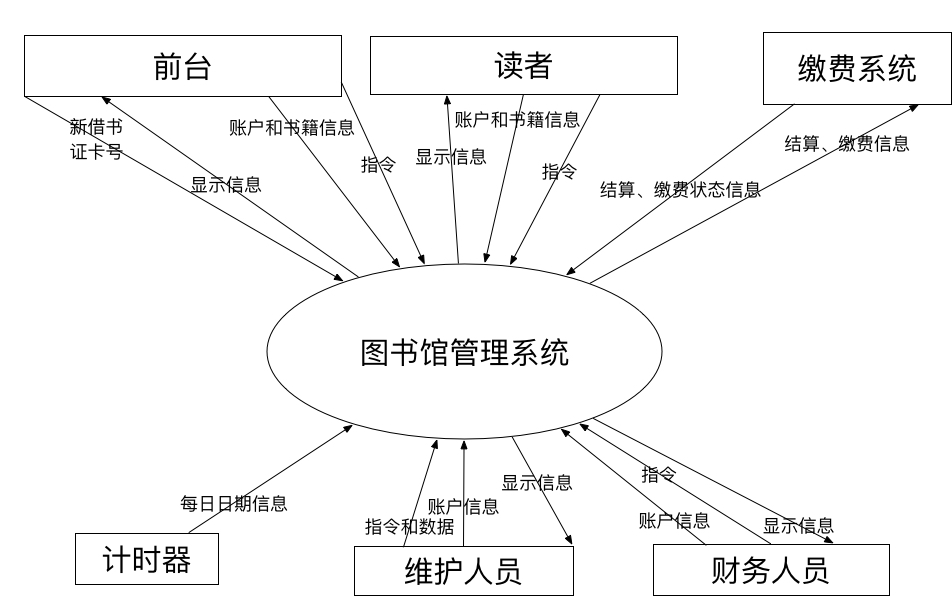 前台
读者
缴费系统
新借书
证卡号
显示信息
账户和书籍信息
指令
显示信息
账户和书籍信息
指令
结算、缴费状态信息
结算、缴费信息
图书馆管理系统
每日日期信息
指令和数据
账户信息
显示信息
指令
账户信息
显示信息
计时器
维护人员
财务人员